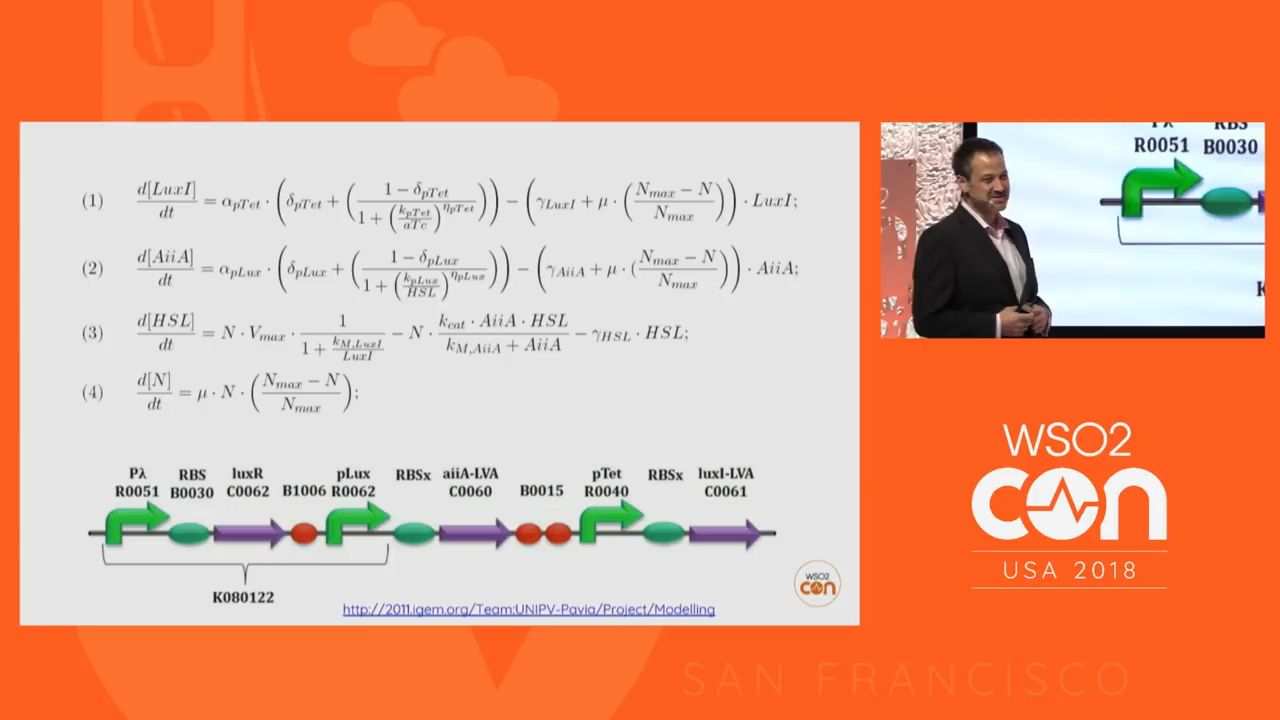 (1) d[LuxI]/dt = α_pTet · (δ_pTet + ((1 − δ_pTet)/(1 + (k_pTet/aTc)^η_pTet))) − (γ_LuxI + μ · ((N_max − N)/N_max)) · LuxI;
(2) d[AiiA]/dt = α_pLux · (δ_pLux + ((1 − δ_pLux)/(1 + (k_pLux/HSL)^η_pLux))) − (γ_AiiA + μ · ((N_max − N)/N_max)) · AiiA;
(3) d[HSL]/dt = N · V_max · 1/(1 + k_M,LuxI/LuxI) − N · (k_cat · AiiA · HSL)/(k_M,AiiA + AiiA) − γ_HSL · HSL;
(4) d[N]/dt = μ · N · ((N_max − N)/N_max);
Pλ RBS luxR pLux RBSx aiiA-LVA pTet RBSx luxI-LVA
R0051 B0030 C0062 B1006 R0062 C0060 B0015 R0040 C0061
K080122
http://2011.igem.org/Team:UNIPV-Pavia/Project/Modelling
WSO2
con
R0051 B0030
WSO2
con
USA 2018
SAN FRANCISCO